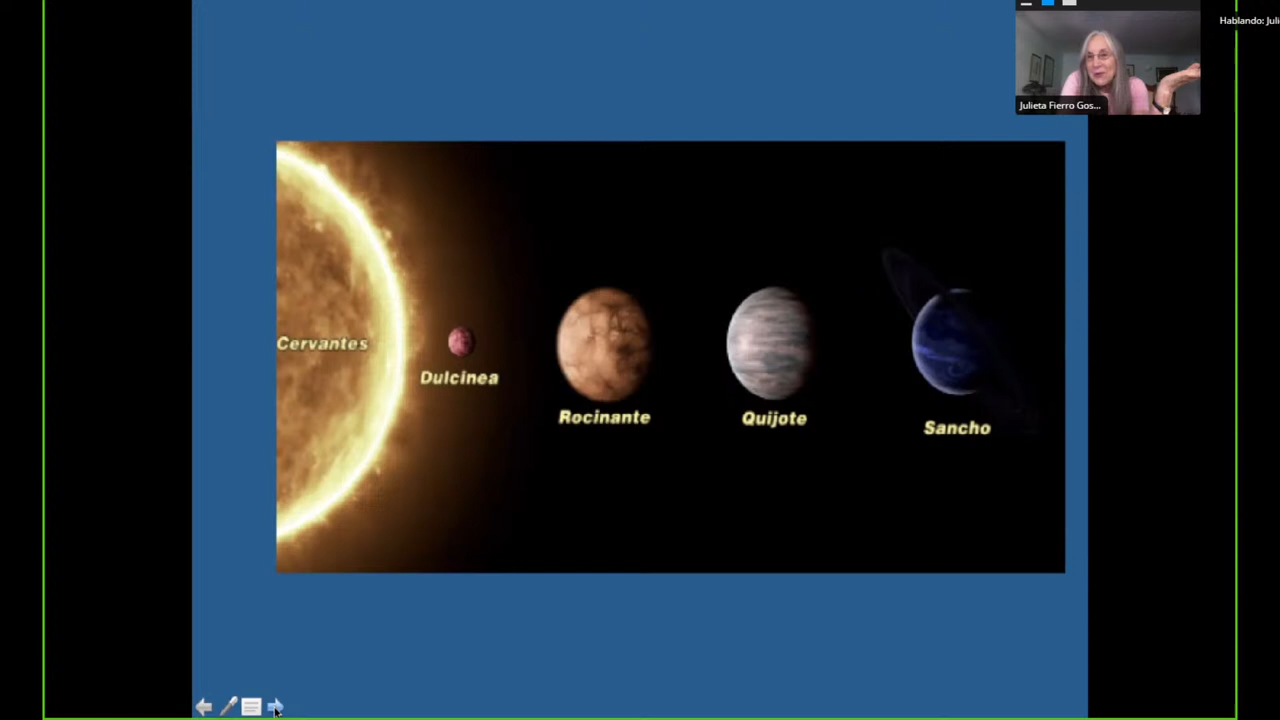 Hablando: Juli
Julieta Fierro Gos...
Cervantes
Dulcinea
Rocinante
Quijote
Sancho